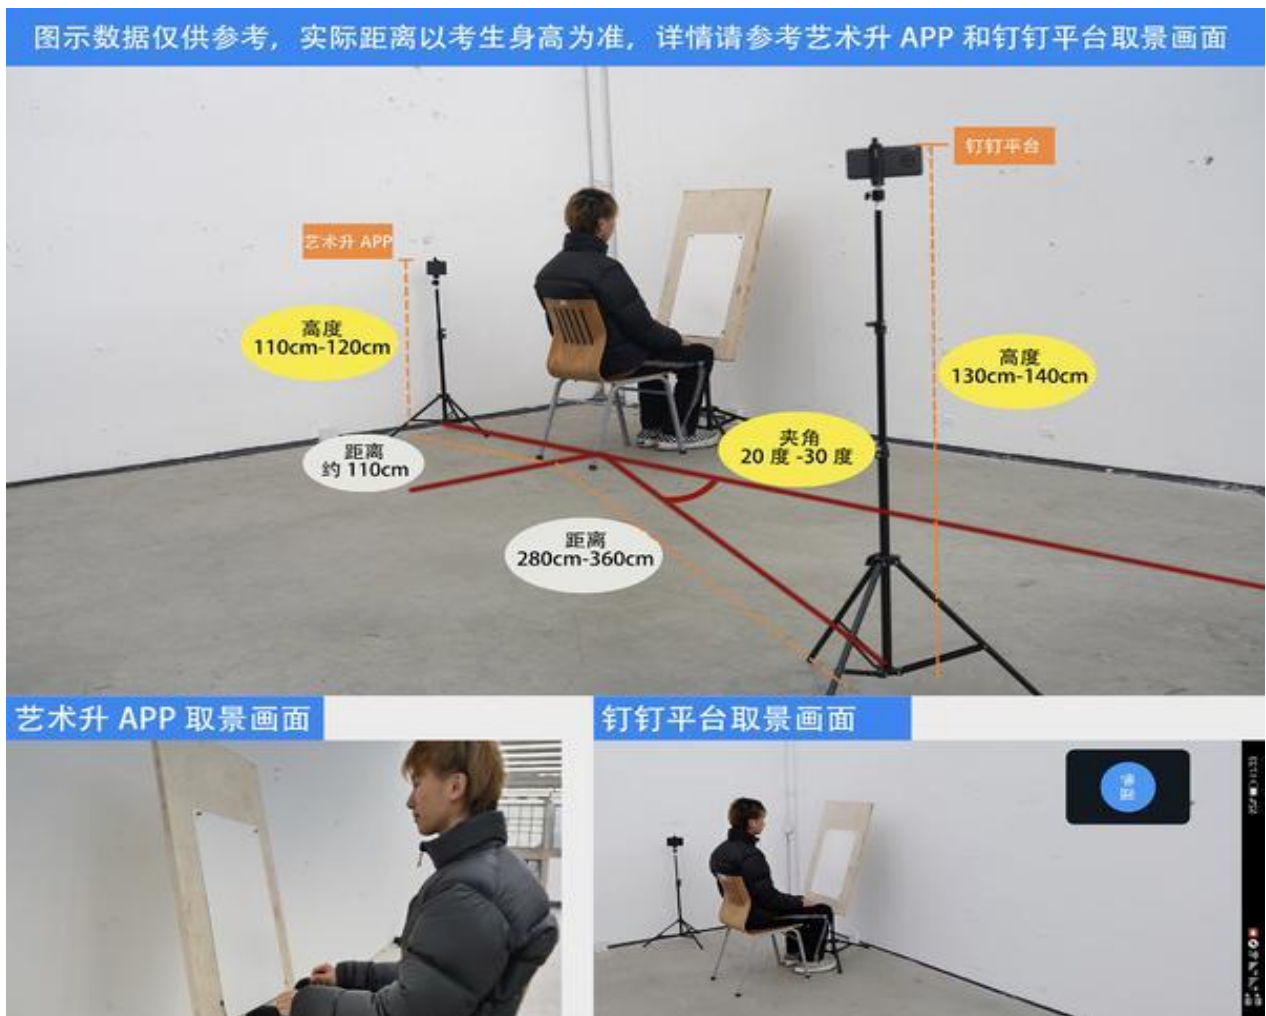 图示数据仅供参考，实际距离以考生身高为准，详情请参考艺术升 APP 和钉钉平台取景画面
钉钉平台
艺术升 APP
高度
110cm-120cm
高度
130cm-140cm
夹角
20 度 -30 度
距离
约 110cm
距离
280cm-360cm
艺术升 APP 取景画面
钉钉平台取景画面